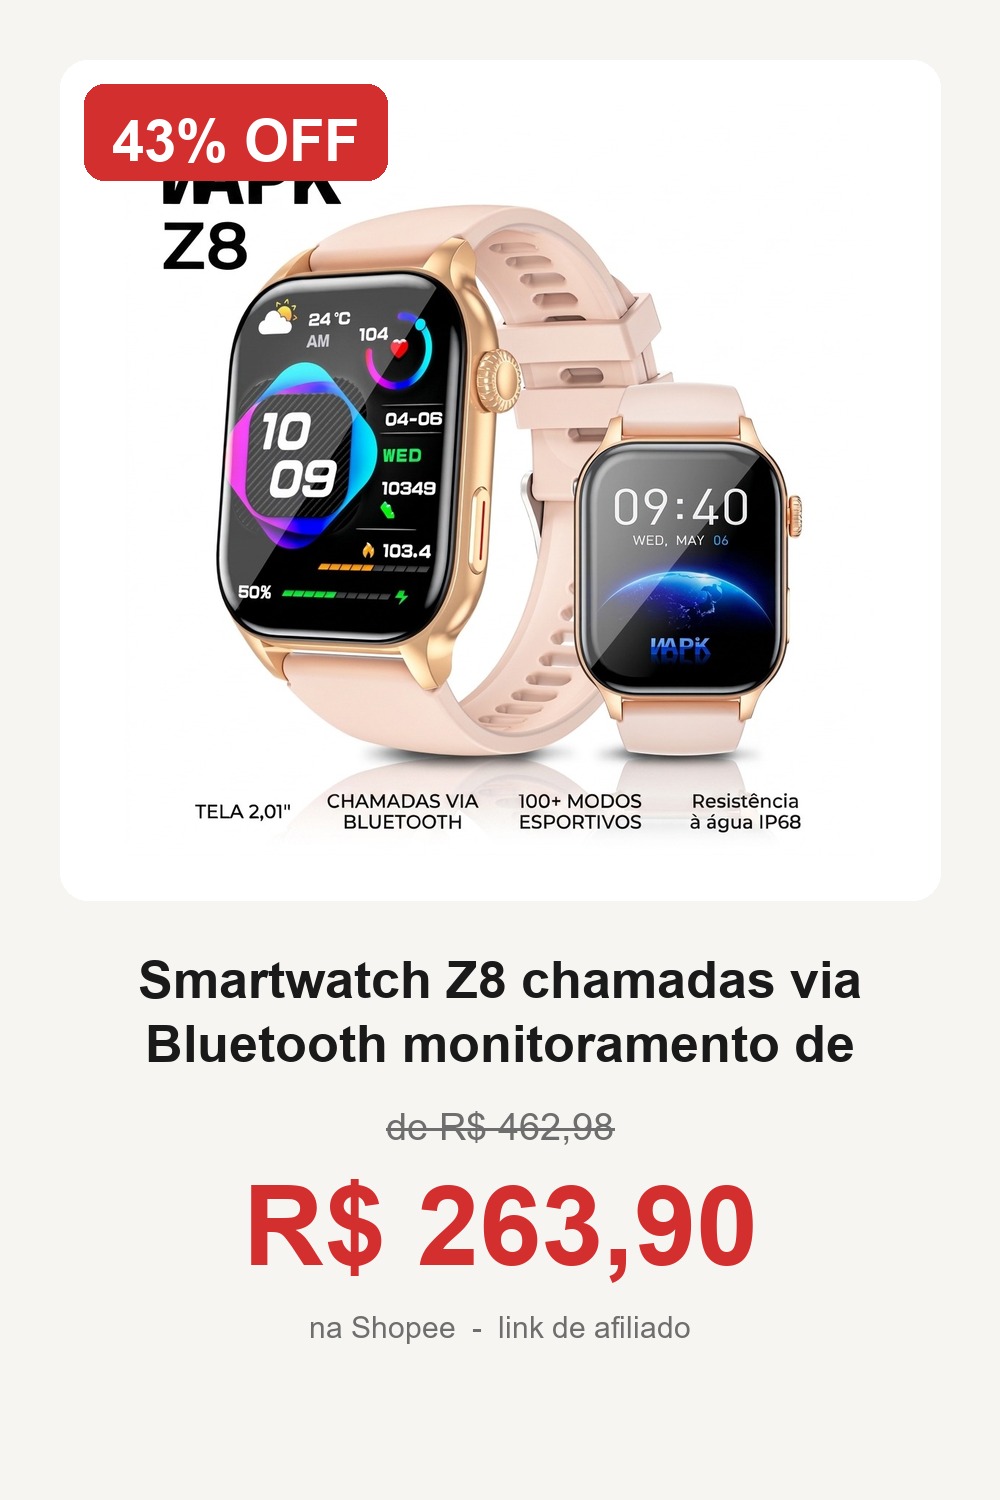 43% OFF
Z8
24°C
AM
104
10
09
04-06
WED
10349
103.4
50%
09:40
WED, MAY 06
TELA 2,01"
CHAMADAS VIA
BLUETOOTH
100+ MODOS
ESPORTIVOS
Resistência
à água IP68
Smartwatch Z8 chamadas via
Bluetooth monitoramento de
de R$ 462,98
R$ 263,90
na Shopee - link de afiliado